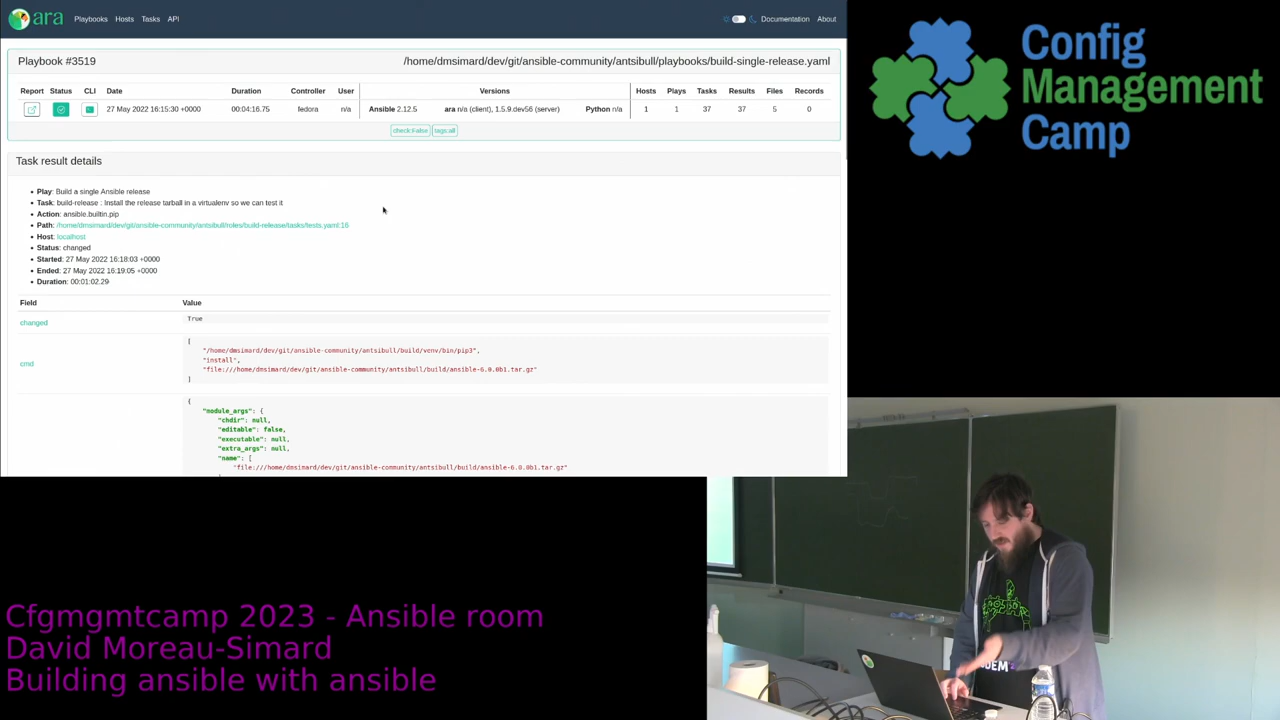 ara Playbooks Hosts Tasks API Documentation About
Playbook #3519 /home/dmsimard/dev/git/ansible-community/antsibull/playbooks/build-single-release.yaml
Report Status CLI Date Duration Controller User Versions Hosts Plays Tasks Results Files Records
27 May 2022 16:15:30 +0000 00:04:16.75 fedora n/a Ansible 2.12.5 ara n/a (client), 1.5.9.dev56 (server) Python n/a 1 1 37 37 5 0
check:False tags:all
Task result details
Play: Build a single Ansible release
Task: build-release : Install the release tarball in a virtualenv so we can test it
Action: ansible.builtin.pip
Path: /home/dmsimard/dev/git/ansible-community/antsibull/roles/build-release/tasks/tests.yaml:16
Host: localhost
Status: changed
Started: 27 May 2022 16:18:03 +0000
Ended: 27 May 2022 16:19:05 +0000
Duration: 00:01:02.29
Field Value
changed True
cmd [
"/home/dmsimard/dev/git/ansible-community/antsibull/build/venv/bin/pip3",
"install",
"file:///home/dmsimard/dev/git/ansible-community/antsibull/build/ansible-6.0.0b1.tar.gz"
]
{
"module_args": {
"chdir": null,
"editable": false,
"executable": null,
"extra_args": null,
"name": [
"file:///home/dmsimard/dev/git/ansible-community/antsibull/build/ansible-6.0.0b1.tar.gz"
Config
Management
Camp
Cfgmgmtcamp 2023 - Ansible room
David Moreau-Simard
Building ansible with ansible